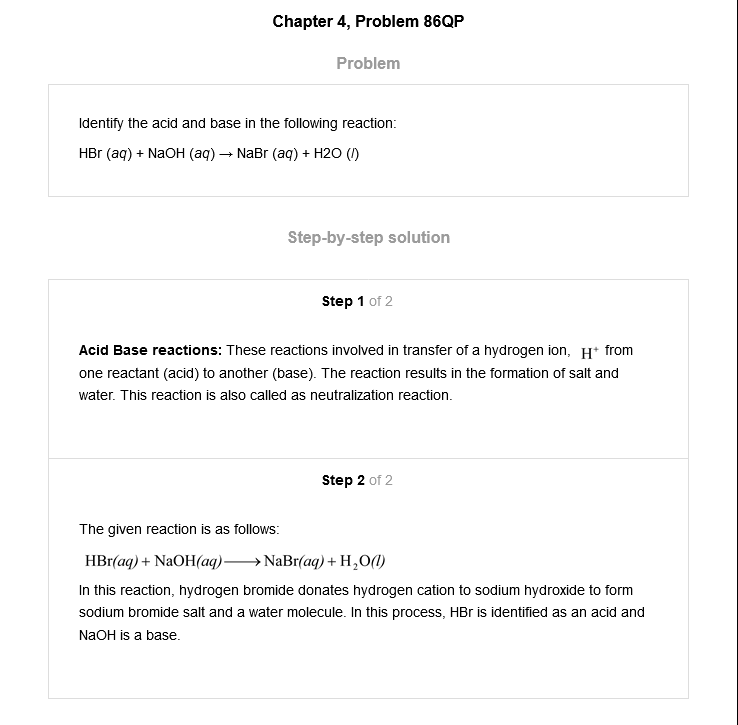 Chapter 4, Problem 86QP
Problem
Identify the acid and base in the following reaction:
HBr (aq) + NaOH (aq) → NaBr (aq) + H2O (l)
Step-by-step solution
Step 1 of 2
Acid Base reactions: These reactions involved in transfer of a hydrogen ion, H⁺ from
one reactant (acid) to another (base). The reaction results in the formation of salt and
water. This reaction is also called as neutralization reaction.
Step 2 of 2
The given reaction is as follows:
HBr(aq) + NaOH(aq) ⟶ NaBr(aq) + H₂O(l)
In this reaction, hydrogen bromide donates hydrogen cation to sodium hydroxide to form
sodium bromide salt and a water molecule. In this process, HBr is identified as an acid and
NaOH is a base.